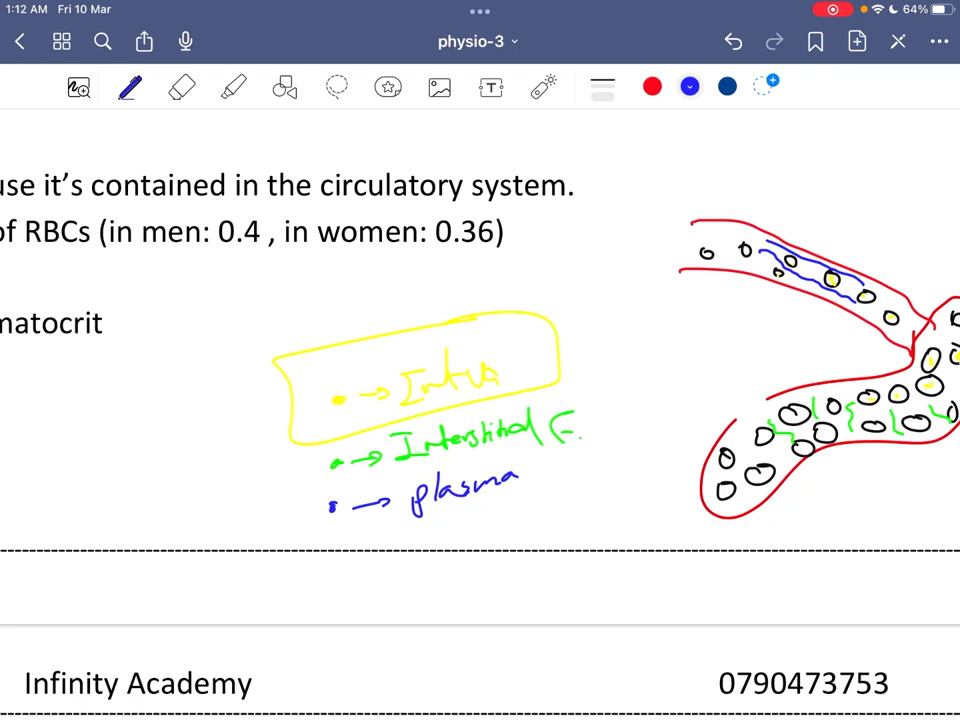 1:12 AM Fri 10 Mar 64%
physio-3
use it’s contained in the circulatory system.
of RBCs (in men: 0.4 , in women: 0.36)
matocrit
• → Intra
• → Interstitial F.
• → plasma
Infinity Academy 0790473753